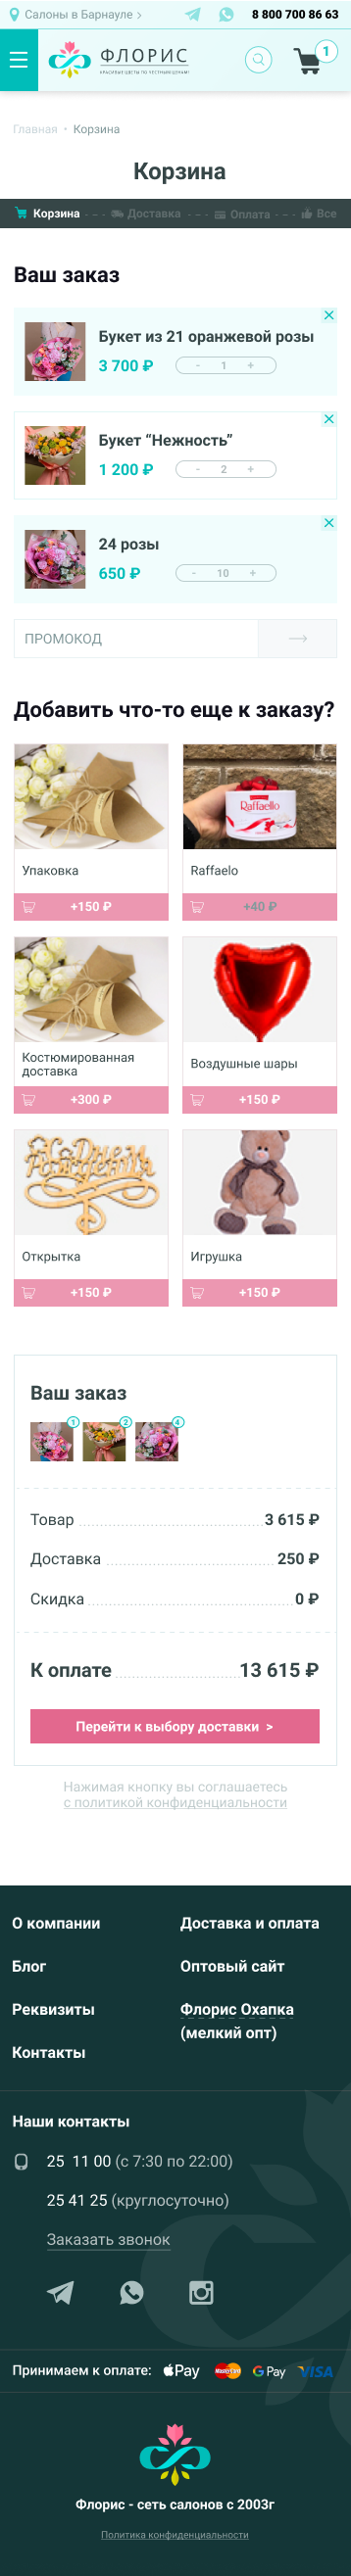 Салоны в Барнауле >
8 800 700 86 63
ФЛОРИС
КРАСИВЫЕ ЦВЕТЫ ПО ЧЕСТНЫМ ЦЕНАМ!
1
Главная • Корзина
Корзина
Корзина
Доставка
Оплата
Все
Ваш заказ
Букет из 21 оранжевой розы
3 700 ₽
- 1 +
Букет “Нежность”
1 200 ₽
- 2 +
24 розы
650 ₽
- 10 +
ПРОМОКОД
Добавить что-то еще к заказу?
Raffaello
Упаковка
Raffaelo
+150 ₽
+40 ₽
Костюмированная
доставка
Воздушные шары
+300 ₽
+150 ₽
С Днем
Рождения
Открытка
Игрушка
+150 ₽
+150 ₽
Ваш заказ
1
2
4
Товар 3 615 ₽
Доставка 250 ₽
Скидка 0 ₽
К оплате 13 615 ₽
Перейти к выбору доставки >
Нажимая кнопку вы соглашаетесь
с политикой конфиденциальности
О компании
Доставка и оплата
Блог
Оптовый сайт
Реквизиты
Флорис Охапка
(мелкий опт)
Контакты
Наши контакты
25 11 00 (с 7:30 по 22:00)
25 41 25 (круглосуточно)
Заказать звонок
Принимаем к оплате:
Pay
MasterCard
G Pay
VISA
Флорис - сеть салонов с 2003г
Политика конфиденциальности